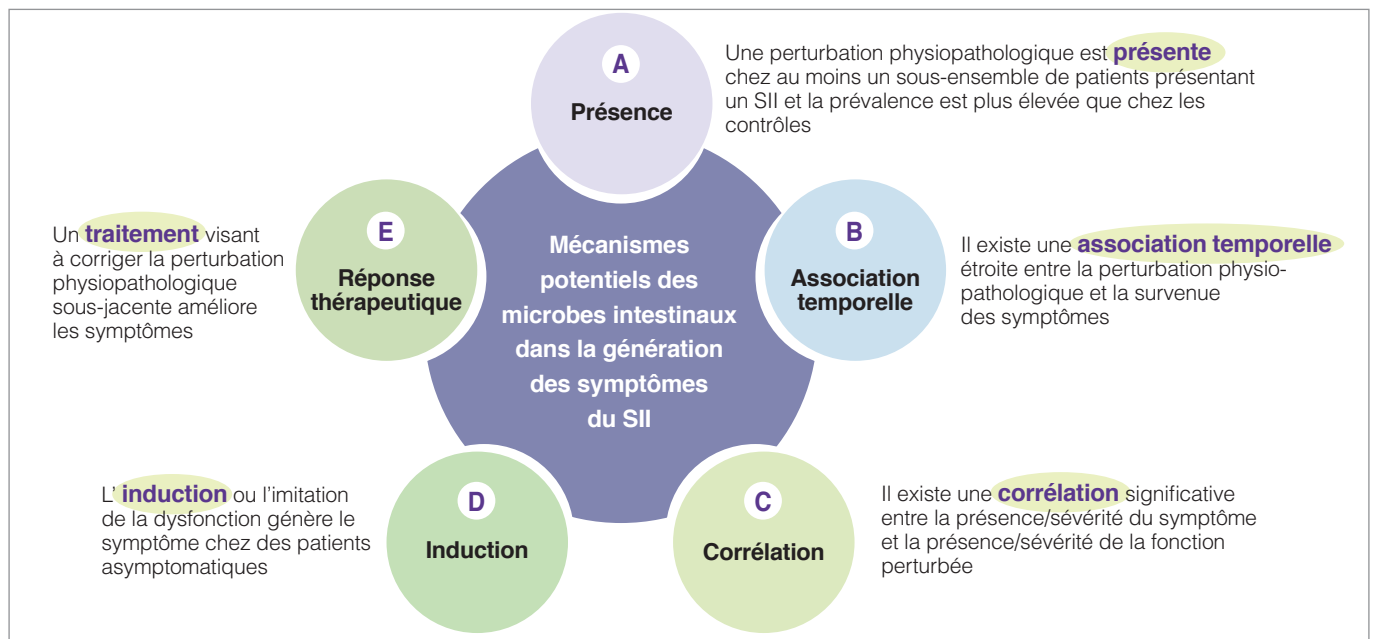 A
Présence
Une perturbation physiopathologique est présente
chez au moins un sous-ensemble de patients présentant
un SII et la prévalence est plus élevée que chez les
contrôles
B
Association
temporelle
Il existe une association temporelle
étroite entre la perturbation physio-
pathologique et la survenue
des symptômes
C
Corrélation
Il existe une corrélation significative
entre la présence/sévérité du symptôme
et la présence/sévérité de la fonction
perturbée
D
Induction
L' induction ou l'imitation
de la dysfonction génère le
symptôme chez des patients
asymptomatiques
E
Réponse
thérapeutique
Un traitement visant
à corriger la perturbation
physiopathologique
sous-jacente améliore
les symptômes
Mécanismes
potentiels des
microbes intestinaux
dans la génération
des symptômes
du SII